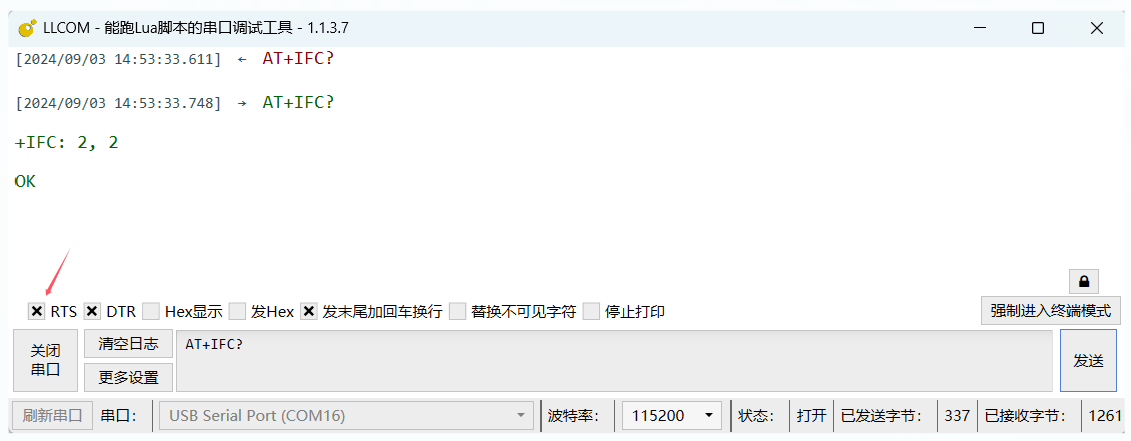 LLCOM - 能跑Lua脚本的串口调试工具 - 1.1.3.7
[2024/09/03 14:53:33.611] ← AT+IFC?
[2024/09/03 14:53:33.748] → AT+IFC?
+IFC: 2, 2
OK
RTS DTR Hex显示 发Hex 发末尾加回车换行 替换不可见字符 停止打印 强制进入终端模式
关闭串口 清空日志 更多设置 AT+IFC? 发送
刷新串口 串口: USB Serial Port (COM16) 波特率: 115200 状态: 打开 已发送字节: 337 已接收字节: 1261